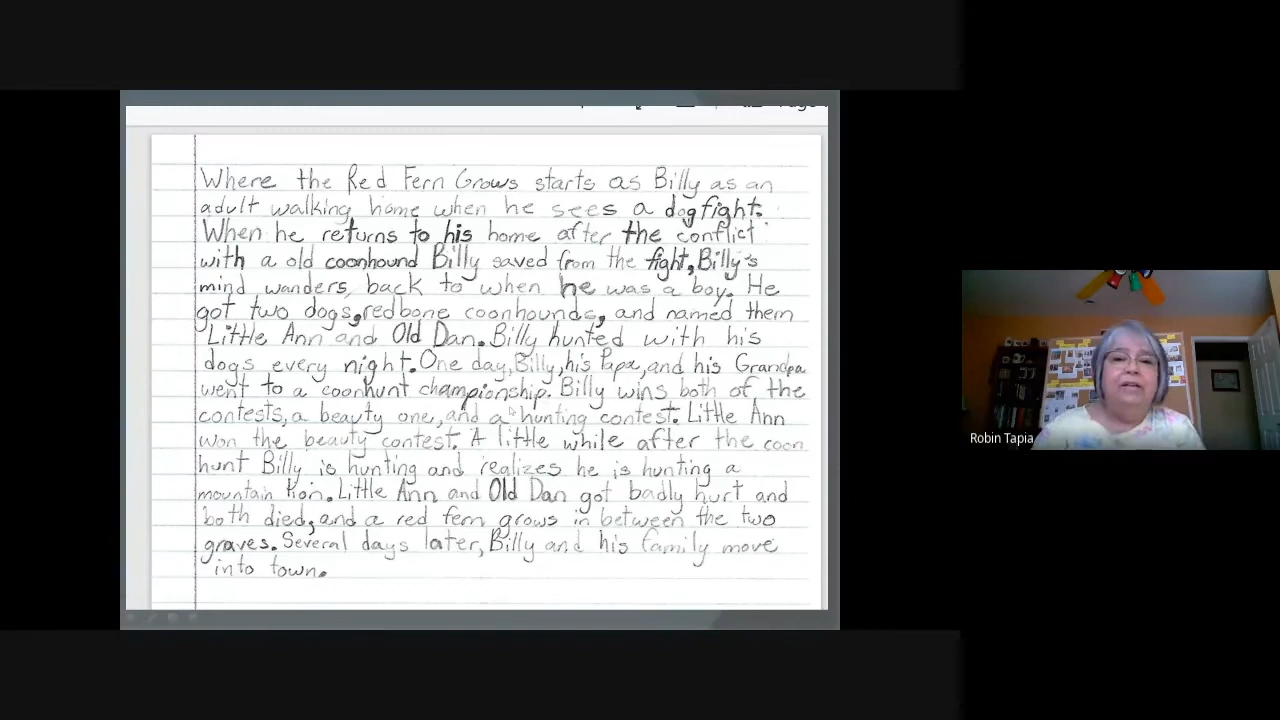 Where the Red Fern Grows starts as Billy as an
adult walking home when he sees a dogfight.
When he returns to his home after the conflict
with a old coonhound Billy saved from the fight, Billy's
mind wanders back to when he was a boy. He
got two dogs, redbone coonhounds, and named them
Little Ann and Old Dan. Billy hunted with his
dogs every night. One day, Billy, his Papa, and his Grandpa
went to a coonhunt championship. Billy wins both of the
contests, a beauty one, and a hunting contest. Little Ann
won the beauty contest. A little while after the coon
hunt Billy is hunting and realizes he is hunting a
mountain lion. Little Ann and Old Dan got badly hurt and
both died, and a red fern grows in between the two
graves. Several days later, Billy and his family move
into town.
Robin Tapia